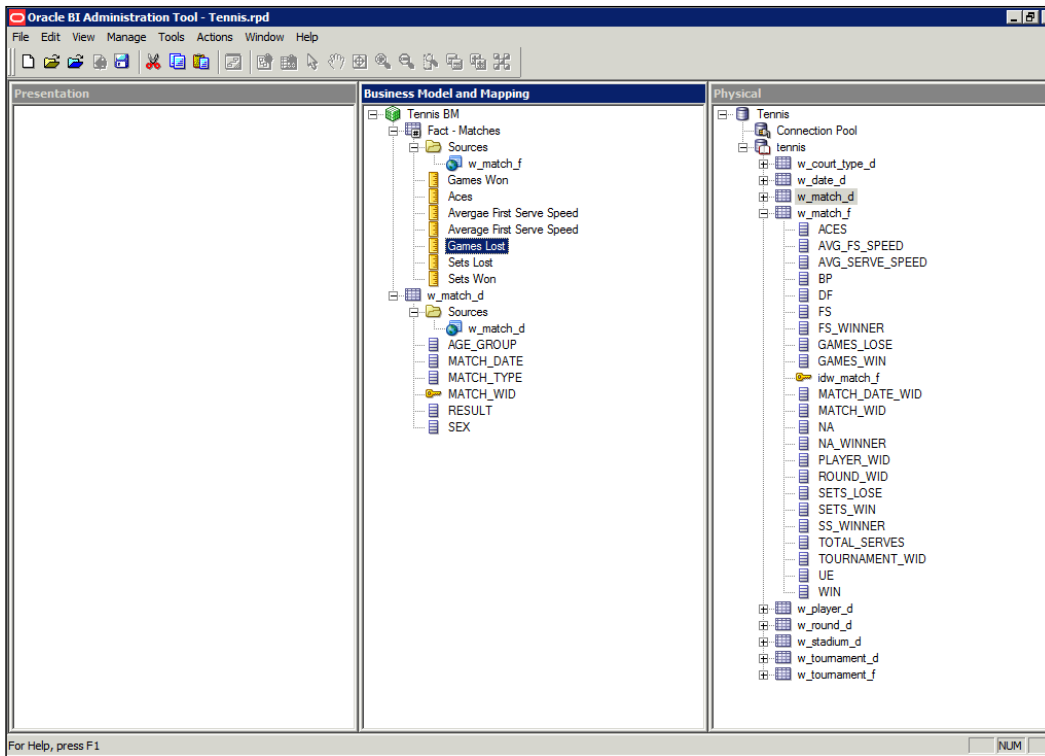 Oracle BI Administration Tool - Tennis.rpd
File Edit View Manage Tools Actions Window Help
Presentation
Business Model and Mapping
Tennis BM
Fact - Matches
Sources
w_match_f
Games Won
Aces
Avergae First Serve Speed
Average First Serve Speed
Games Lost
Sets Lost
Sets Won
w_match_d
Sources
w_match_d
AGE_GROUP
MATCH_DATE
MATCH_TYPE
MATCH_WID
RESULT
SEX
Physical
Tennis
Connection Pool
tennis
w_court_type_d
w_date_d
w_match_d
w_match_f
ACES
AVG_FS_SPEED
AVG_SERVE_SPEED
BP
DF
FS
FS_WINNER
GAMES_LOSE
GAMES_WIN
idw_match_f
MATCH_DATE_WID
MATCH_WID
NA
NA_WINNER
PLAYER_WID
ROUND_WID
SETS_LOSE
SETS_WIN
SS_WINNER
TOTAL_SERVES
TOURNAMENT_WID
UE
WIN
w_player_d
w_round_d
w_stadium_d
w_tournament_d
w_tournament_f
For Help, press F1
NUM